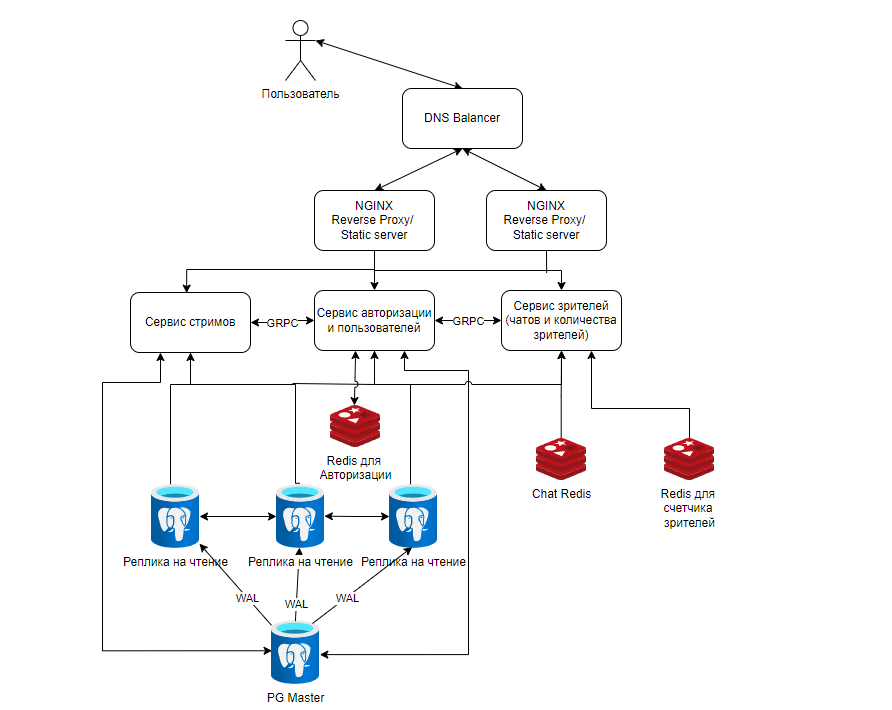 Пользователь
DNS Balancer
NGINX
Reverse Proxy/
Static server
NGINX
Reverse Proxy/
Static server
Сервис стримов
GRPC
Сервис авторизации
и пользователей
GRPC
Сервис зрителей
(чатов и количества
зрителей)
Redis для
Авторизации
Chat Redis
Redis для
счетчика
зрителей
Реплика на чтение
Реплика на чтение
Реплика на чтение
WAL
WAL
WAL
PG Master